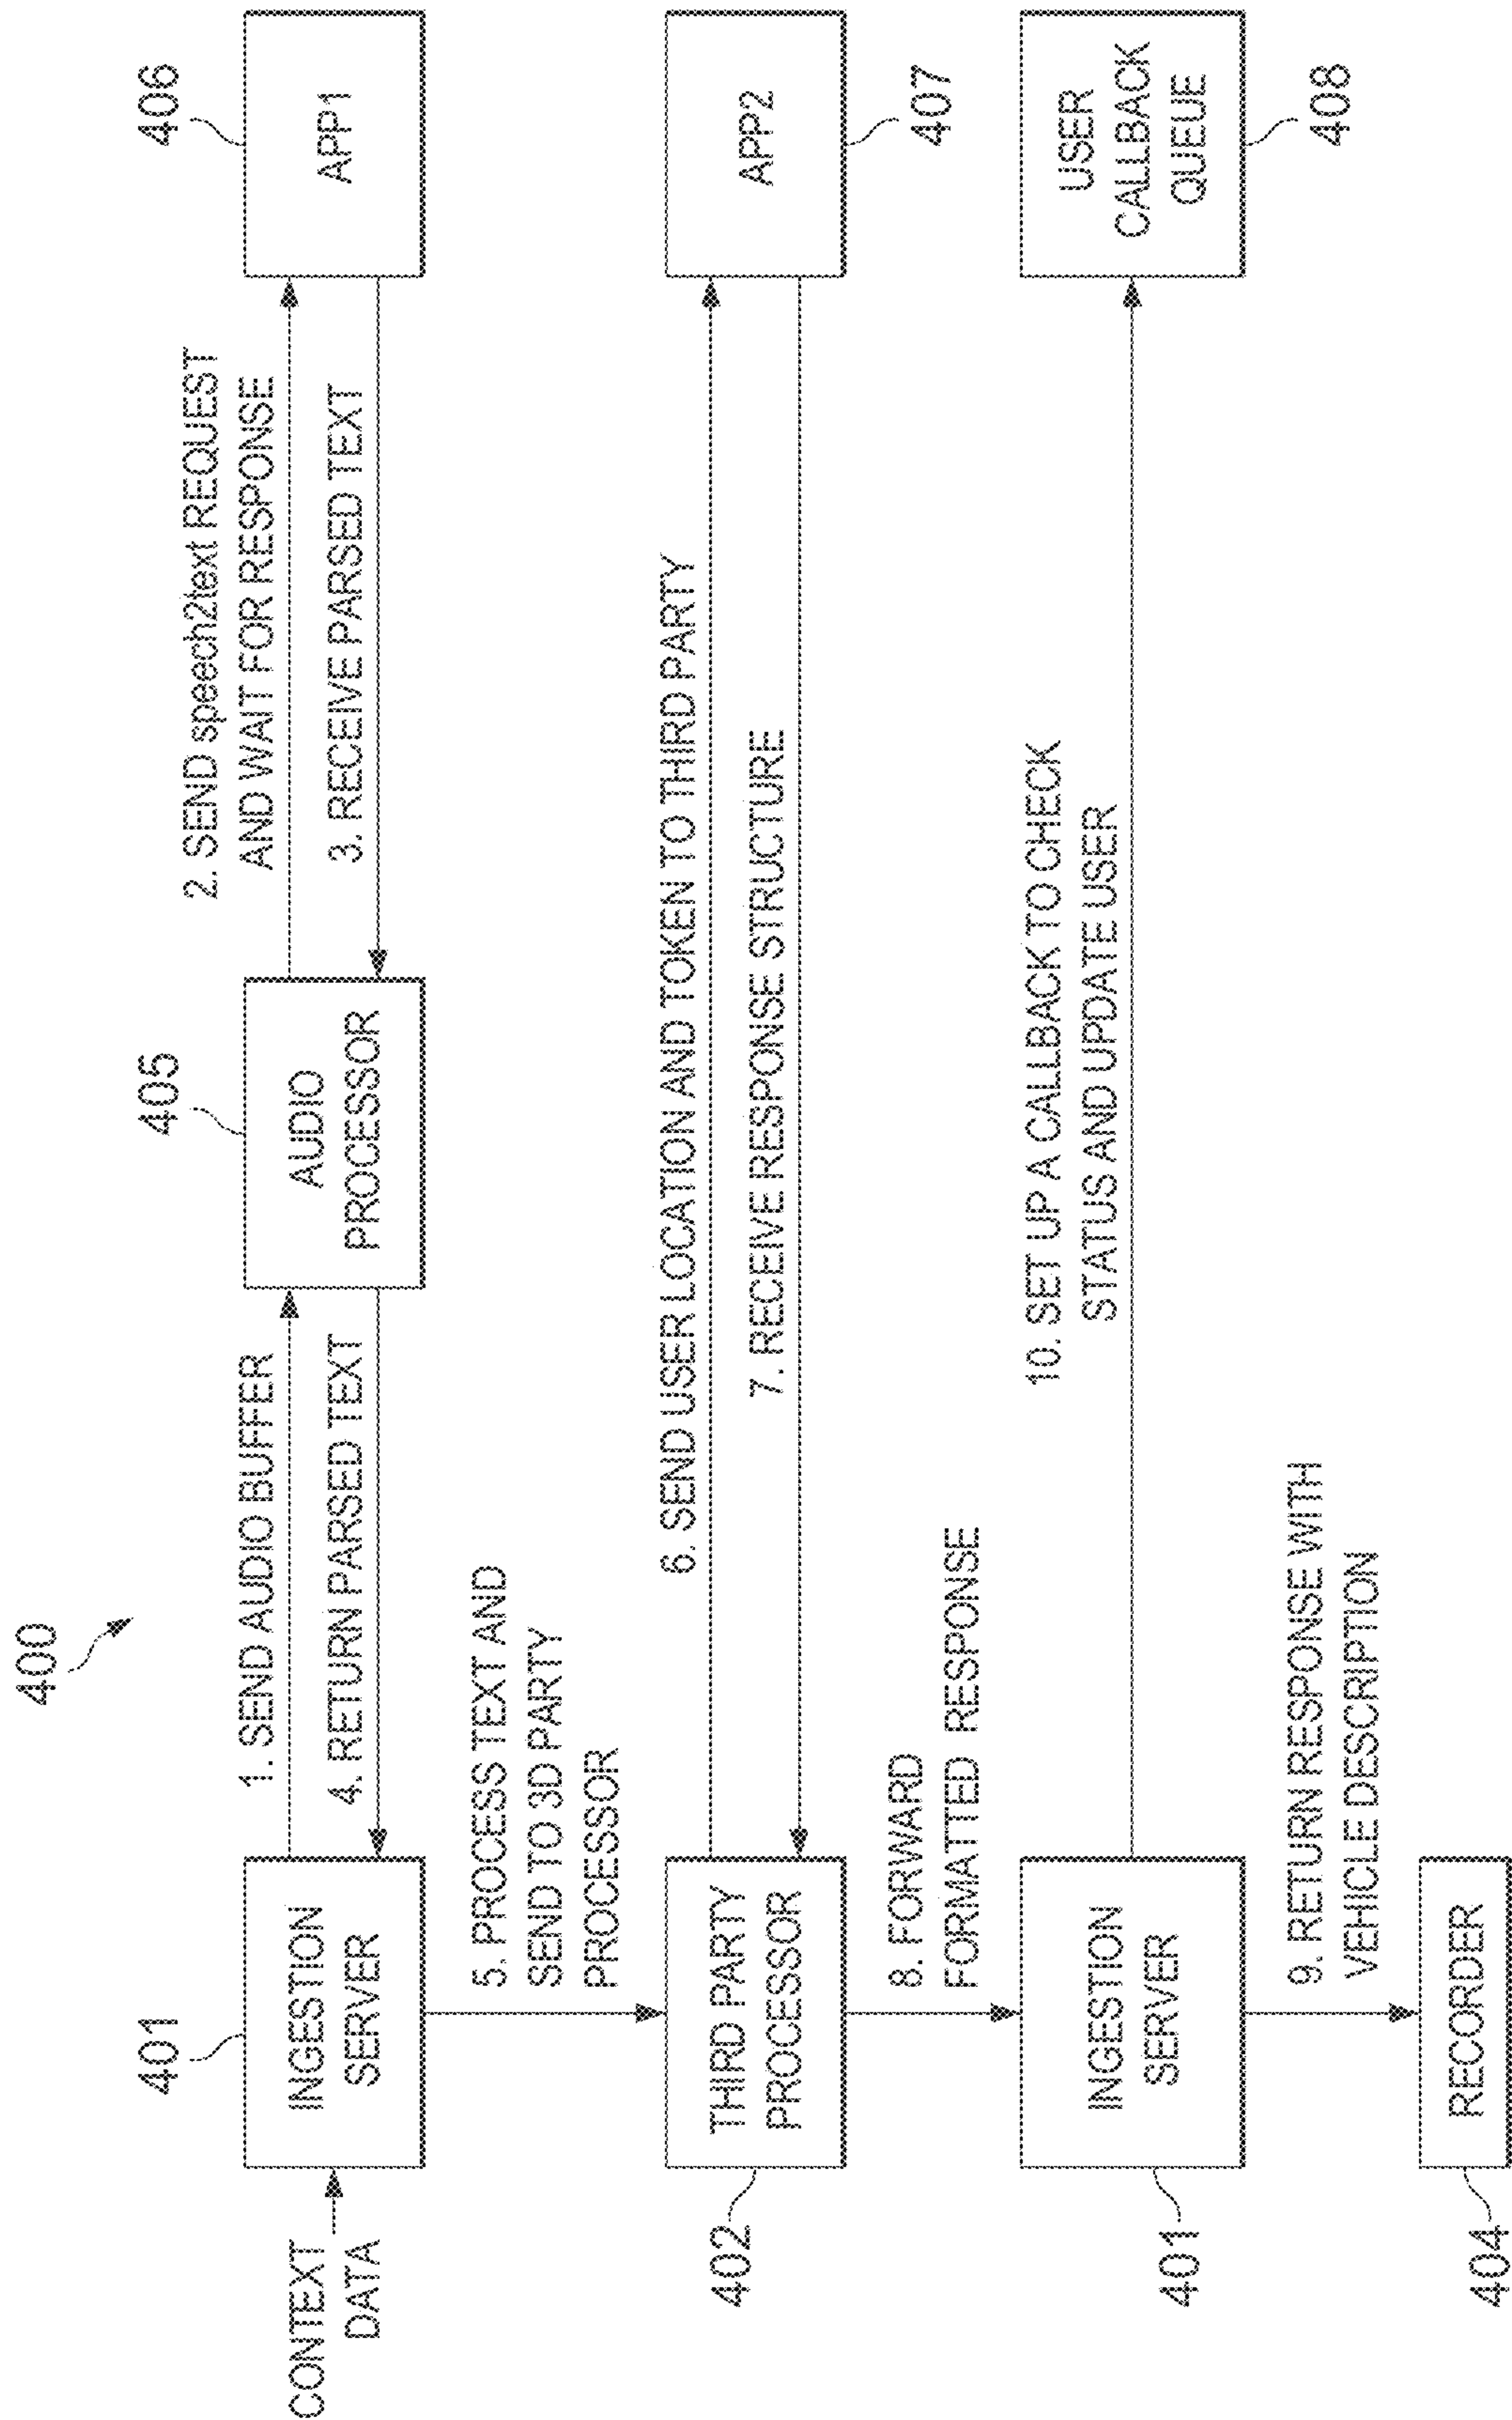 400
401
405
406
CONTEXT
DATA
INGESTION
SERVER
1. SEND AUDIO BUFFER
4. RETURN PARSED TEXT
AUDIO
PROCESSOR
2. SEND speech2text REQUEST
AND WAIT FOR RESPONSE
3. RECEIVE PARSED TEXT
APP1
5. PROCESS TEXT AND
SEND TO 3D PARTY
PROCESSOR
THIRD PARTY
PROCESSOR
402
6. SEND USER LOCATION AND TOKEN TO THIRD PARTY
7. RECEIVE RESPONSE STRUCTURE
APP2
407
8. FORWARD
FORMATTED RESPONSE
INGESTION
SERVER
401
10. SET UP A CALLBACK TO CHECK
STATUS AND UPDATE USER
USER
CALLBACK
QUEUE
408
9. RETURN RESPONSE WITH
VEHICLE DESCRIPTION
RECORDER
404